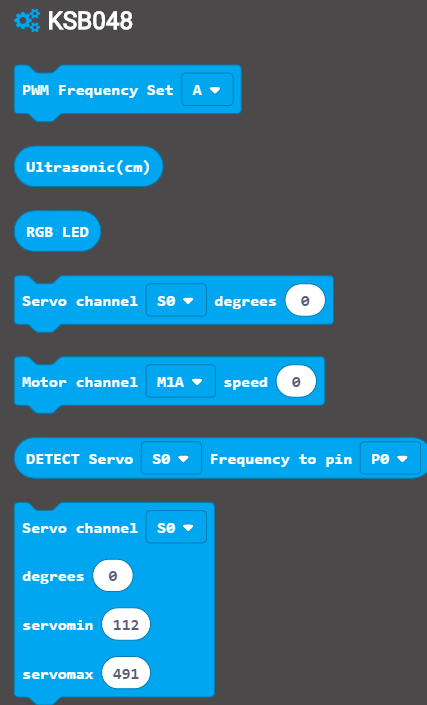 KSB048
PWM Frequency Set A
Ultrasonic(cm)
RGB LED
Servo channel S0 degrees 0
Motor channel M1A speed 0
DETECT Servo S0 Frequency to pin P0
Servo channel S0
degrees 0
servomin 112
servomax 491